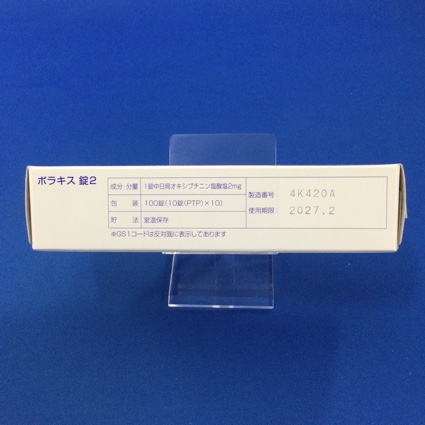 ポラキス 錠2
成分・分量 1錠中日局オキシブチニン塩酸塩2mg
包 装 100錠(10錠(PTP)×10)
貯 法 室温保存
※GS1コードは反対面に表示してあります
製造番号: 4K420A
使用期限: 2027.2